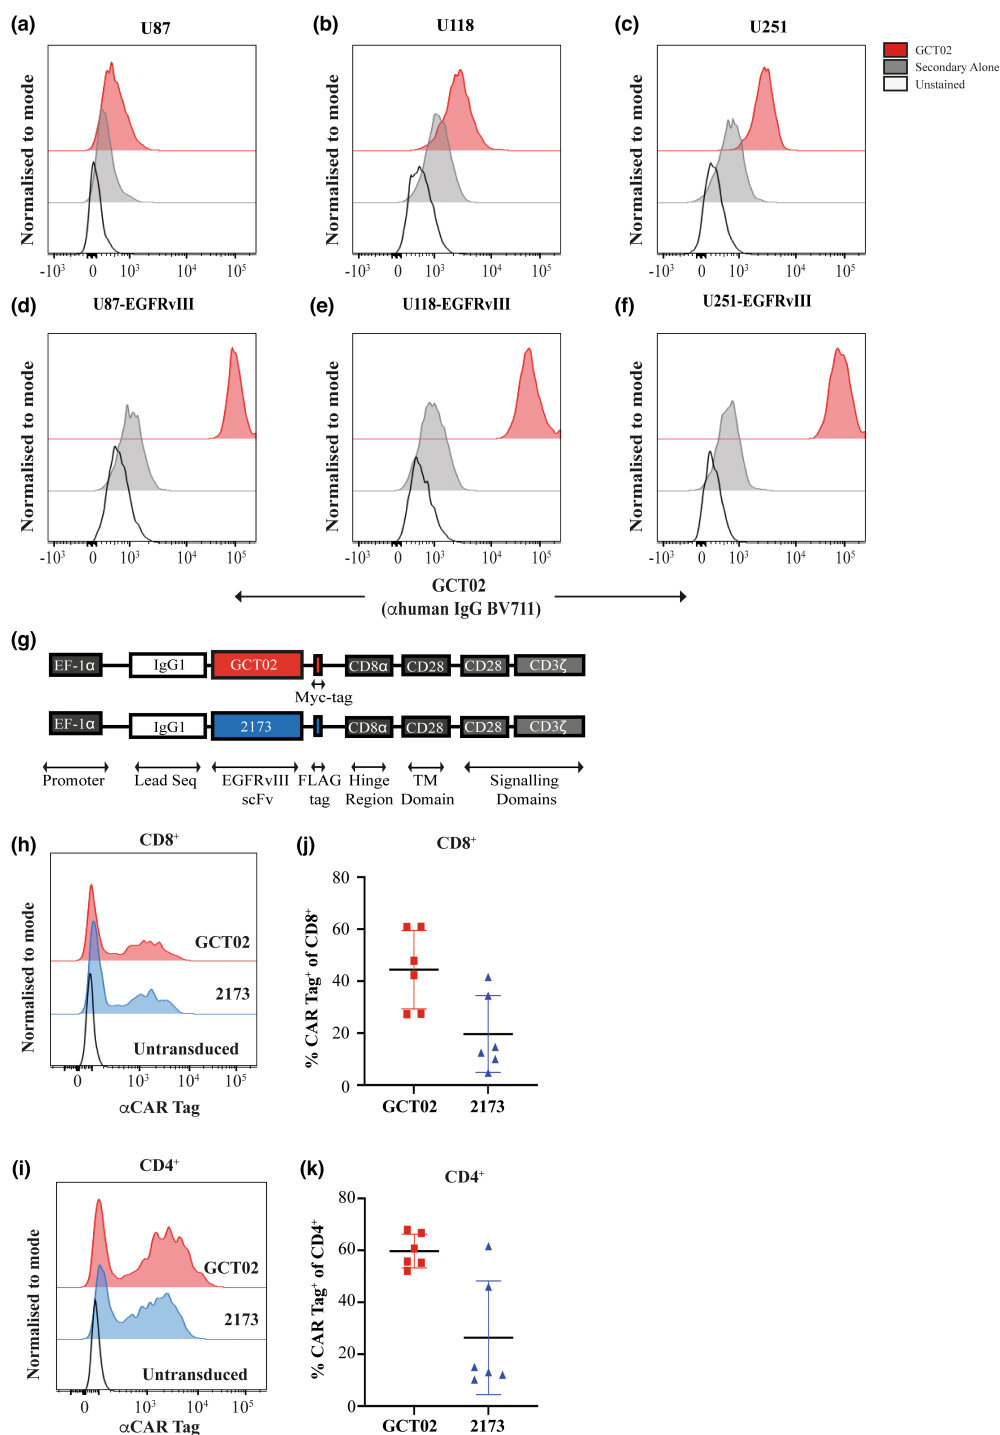 (a) U87
(b) U118
(c) U251
GCT02
Secondary Alone
Unstained
Normalised to mode
-10³ 0 10³ 10⁴ 10⁵
Normalised to mode
-10³ 0 10³ 10⁴ 10⁵
Normalised to mode
-10³ 0 10³ 10⁴ 10⁵
(d) U87-EGFRvIII
(e) U118-EGFRvIII
(f) U251-EGFRvIII
Normalised to mode
-10³ 0 10³ 10⁴ 10⁵
Normalised to mode
-10³ 0 10³ 10⁴ 10⁵
Normalised to mode
-10³ 0 10³ 10⁴ 10⁵
GCT02
(αhuman IgG BV711)
(g)
EF-1α IgG1 GCT02 CD8α CD28 CD28 CD3ζ
Myc-tag
EF-1α IgG1 2173 CD8α CD28 CD28 CD3ζ
Promoter Lead Seq EGFRvIII FLAG Hinge TM Signalling
scFv tag Region Domain Domains
(h) CD8⁺
Normalised to mode
GCT02
2173
Untransduced
0 10³ 10⁴ 10⁵
αCAR Tag
(j) CD8⁺
% CAR Tag⁺ of CD8⁺
80
60
40
20
0
GCT02 2173
(i) CD4⁺
Normalised to mode
GCT02
2173
Untransduced
0 10³ 10⁴ 10⁵
αCAR Tag
(k) CD4⁺
% CAR Tag⁺ of CD4⁺
80
60
40
20
0
GCT02 2173